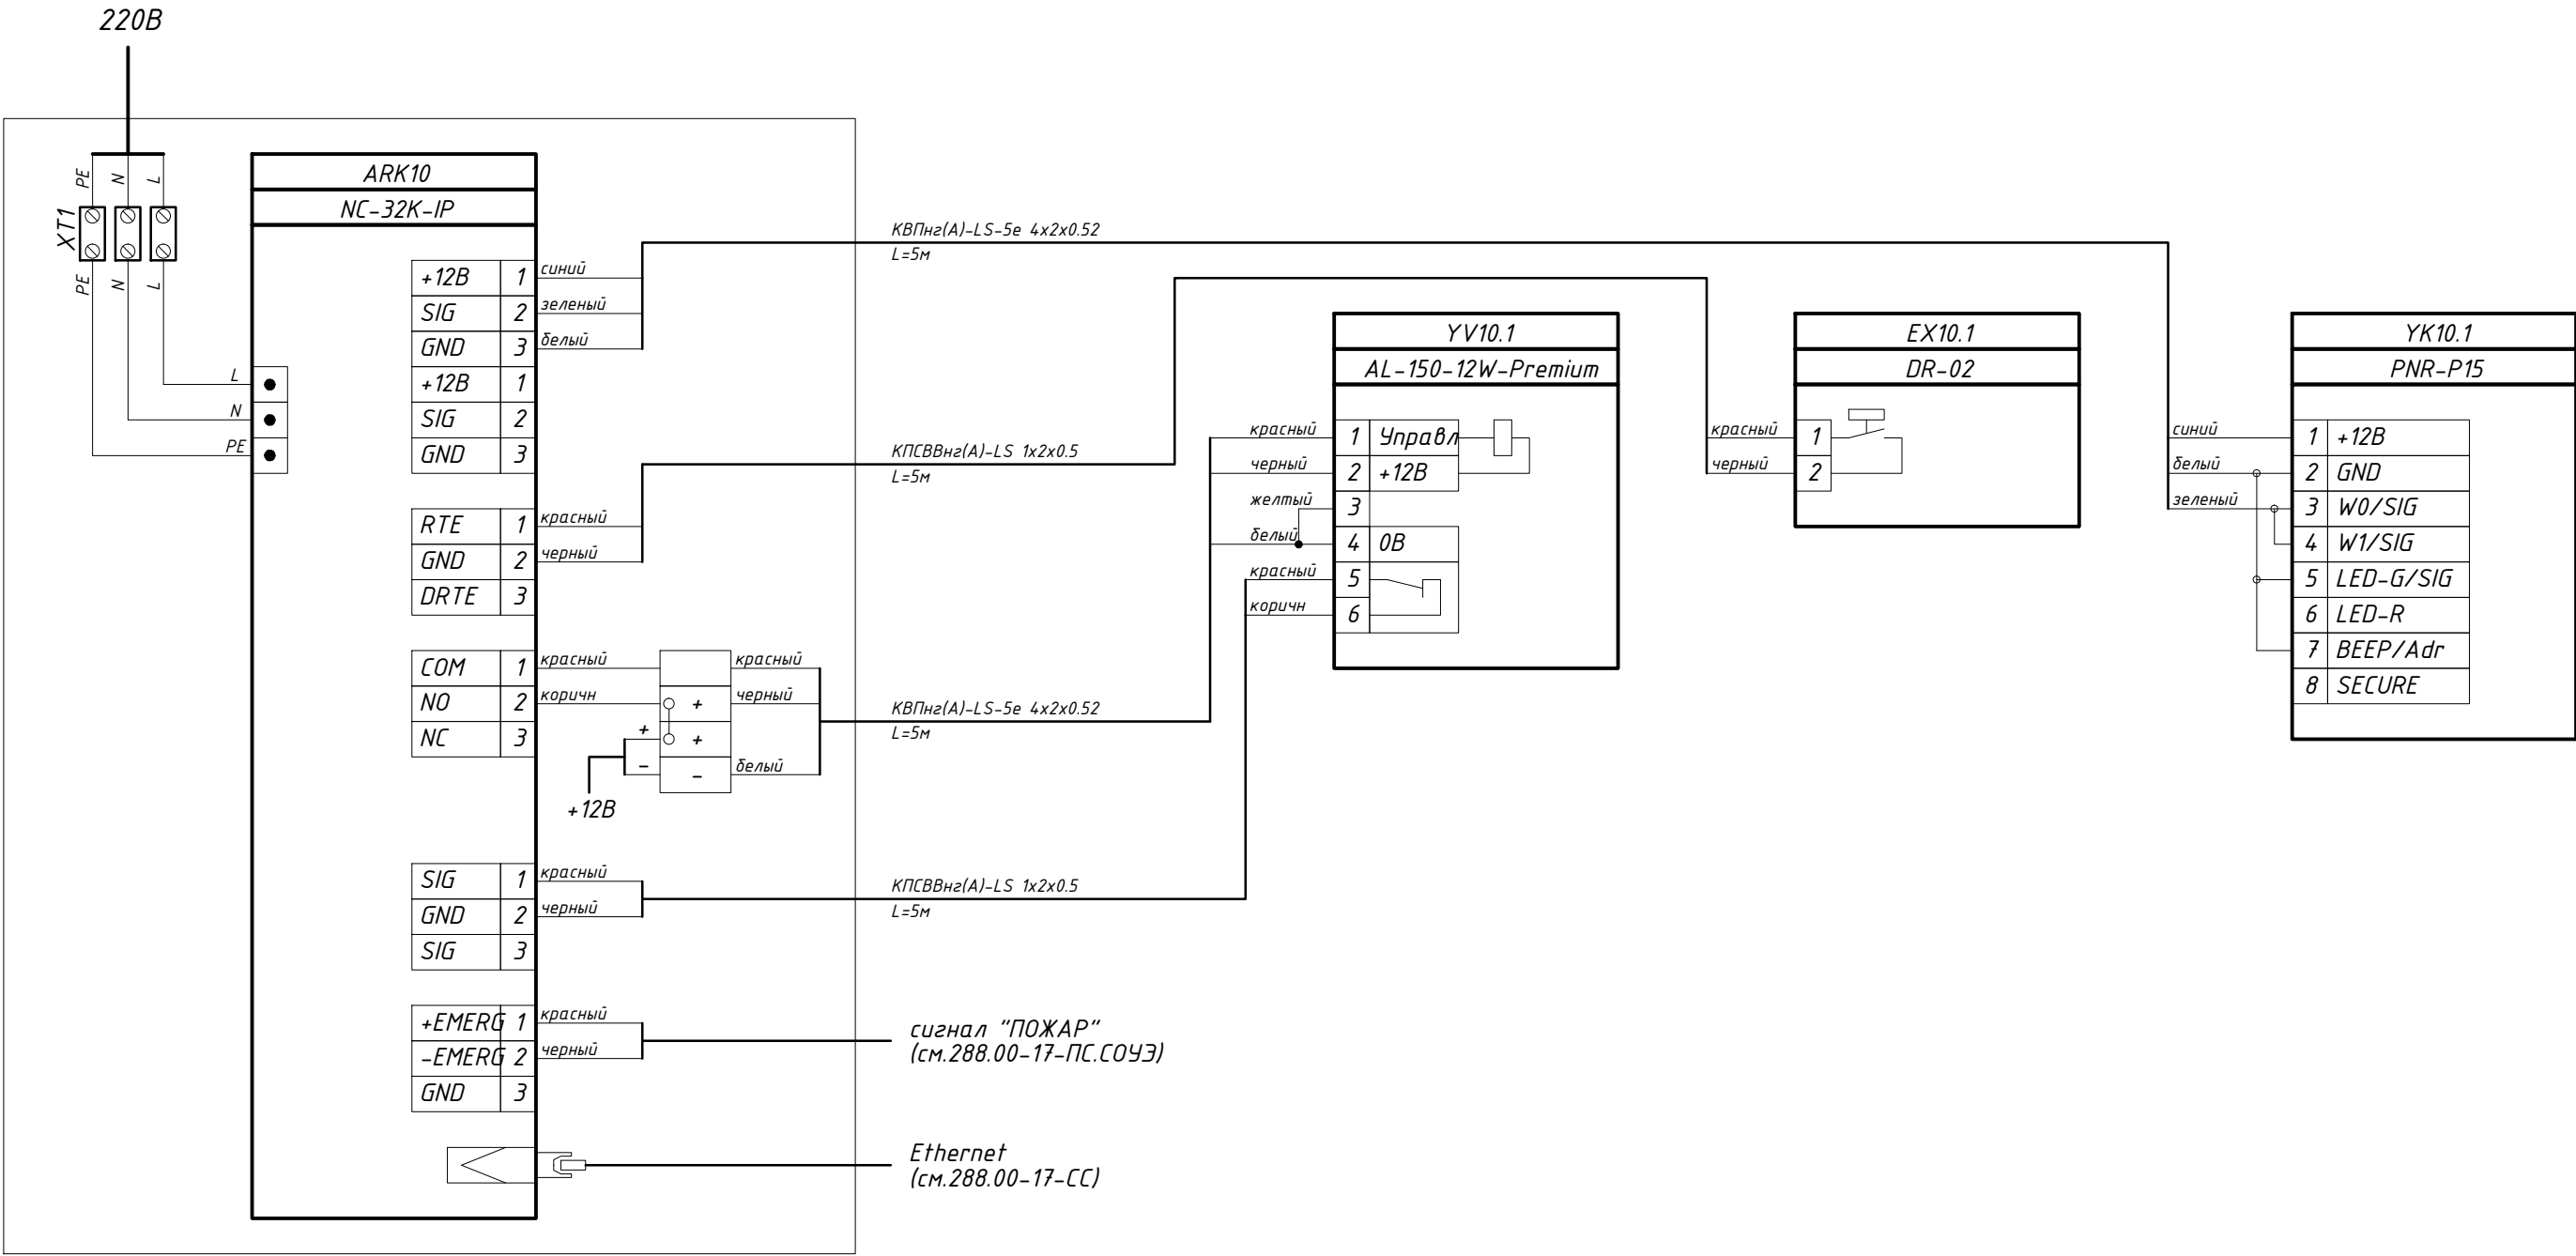 220В
PE N L
XT1
PE N L
L
N
PE
ARK10
NC-32K-IP
+12В 1 синий
SIG 2 зеленый
GND 3 белый
+12В 1
SIG 2
GND 3
RTE 1 красный
GND 2 черный
DRTE 3
COM 1 красный
NO 2 коричн
NC 3
красный
+ черный
+ +
- - белый
+12В
SIG 1 красный
GND 2 черный
SIG 3
+EMERG 1 красный
-EMERG 2 черный
GND 3
КВПнг(А)-LS-5е 4х2х0.52
L=5м
КПСВВнг(А)-LS 1х2х0.5
L=5м
КВПнг(А)-LS-5е 4х2х0.52
L=5м
КПСВВнг(А)-LS 1х2х0.5
L=5м
сигнал "ПОЖАР"
(см.288.00-17-ПС.СОУЭ)
Ethernet
(см.288.00-17-СС)
YV10.1
AL-150-12W-Premium
красный 1 Управл
черный 2 +12В
желтый 3
белый 4 0В
красный 5
коричн 6
EX10.1
DR-02
красный 1
черный 2
YK10.1
PNR-P15
синий 1 +12В
белый 2 GND
зеленый 3 W0/SIG
4 W1/SIG
5 LED-G/SIG
6 LED-R
7 BEEP/Adr
8 SECURE